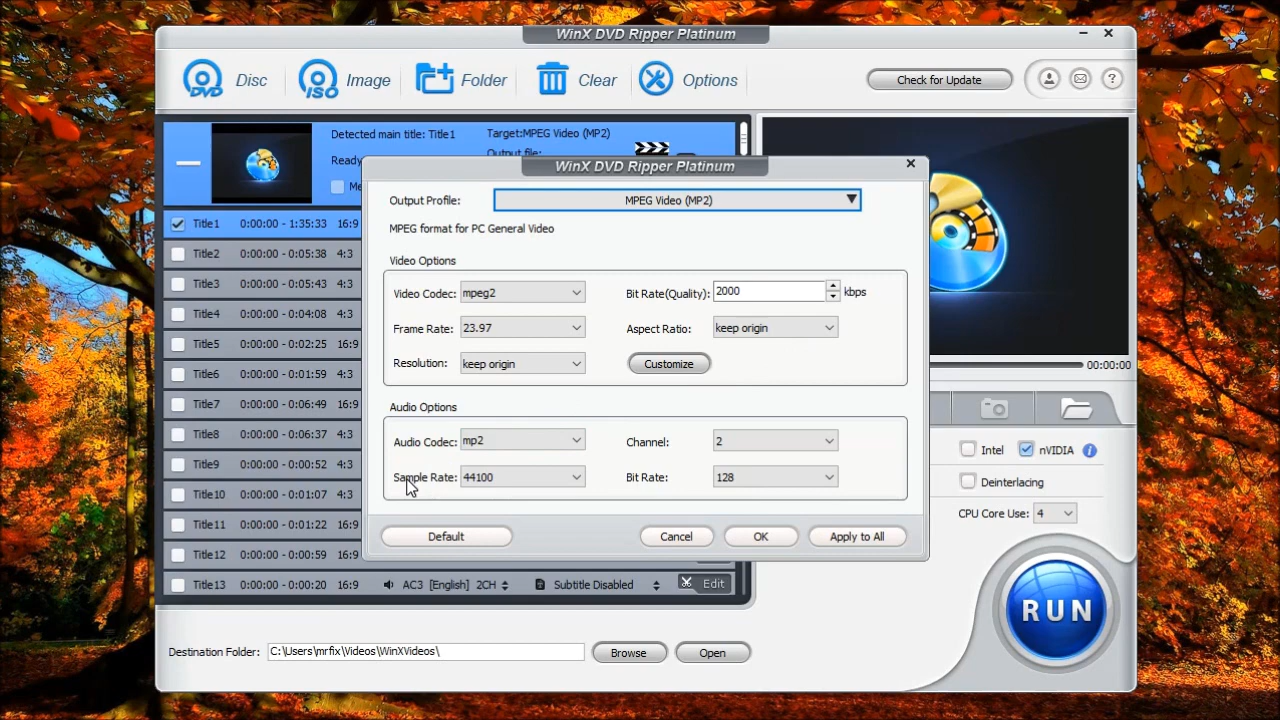 WinX DVD Ripper Platinum
Disc
Image
Folder
Clear
Options
Check for Update
DVD
ISO
?
Detected main title: Title1
Target:MPEG Video (MP2)
Ready
Output file:
Me
WinX DVD Ripper Platinum
Output Profile: MPEG Video (MP2)
MPEG format for PC General Video
Video Options
Video Codec: mpeg2 Bit Rate(Quality): 2000 kbps
Frame Rate: 23.97 Aspect Ratio: keep origin
Resolution: keep origin Customize
Audio Options
Audio Codec: mp2 Channel: 2
Sample Rate: 44100 Bit Rate: 128
Default Cancel OK Apply to All
Title1 0:00:00 - 1:35:33 16:9
Title2 0:00:00 - 0:05:38 4:3
Title3 0:00:00 - 0:05:43 4:3
Title4 0:00:00 - 0:04:08 4:3
Title5 0:00:00 - 0:02:25 16:9
Title6 0:00:00 - 0:01:59 4:3
Title7 0:00:00 - 0:06:49 16:9
Title8 0:00:00 - 0:06:37 4:3
Title9 0:00:00 - 0:00:52 4:3
Title10 0:00:00 - 0:01:07 4:3
Title11 0:00:00 - 0:01:22 4:3
Title12 0:00:00 - 0:00:59 4:3
Title13 0:00:00 - 0:00:20 16:9 AC3 [English] 2CH Subtitle Disabled Edit
00:00:00
Intel nVIDIA i
Deinterlacing
CPU Core Use: 4
RUN
Destination Folder: C:\Users\mrfix\Videos\WinXVideos\ Browse Open